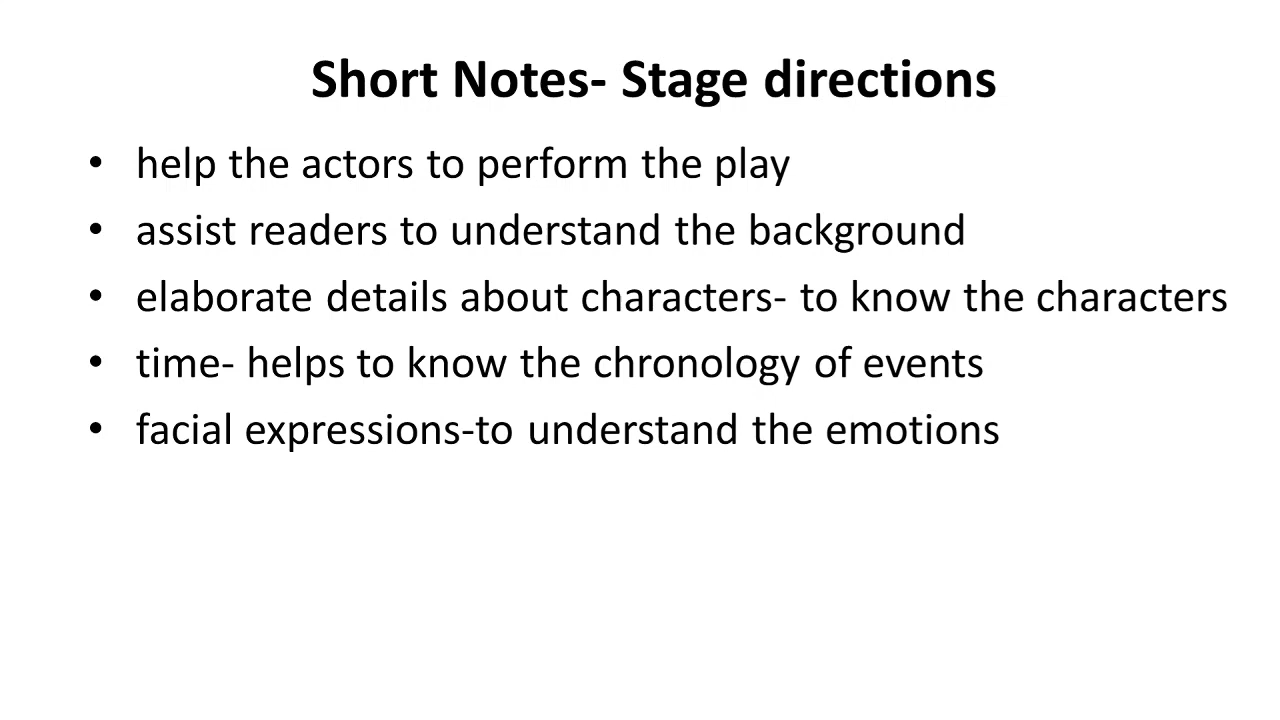 Short Notes- Stage directions
• help the actors to perform the play
• assist readers to understand the background
• elaborate details about characters- to know the characters
• time- helps to know the chronology of events
• facial expressions-to understand the emotions